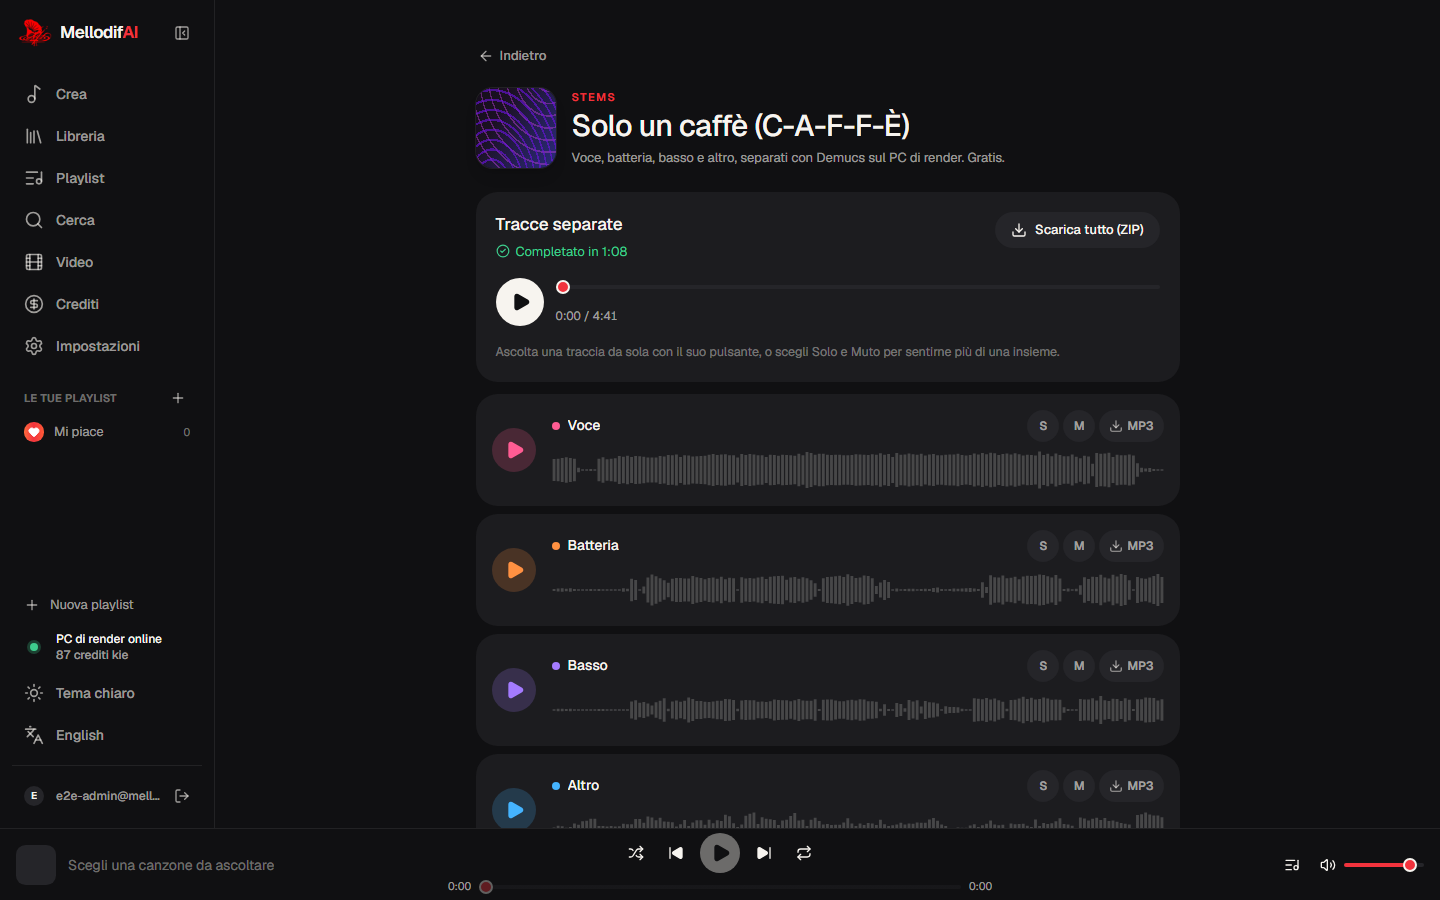 MellodifAI
Crea
Libreria
Playlist
Cerca
Video
Crediti
Impostazioni
LE TUE PLAYLIST
Mi piace 0
Nuova playlist
PC di render online
87 crediti kie
Tema chiaro
English
E e2e-admin@mell...
Indietro
STEMS
Solo un caffè (C-A-F-F-È)
Voce, batteria, basso e altro, separati con Demucs sul PC di render. Gratis.
Tracce separate
Scarica tutto (ZIP)
Completato in 1:08
0:00 / 4:41
Ascolta una traccia da sola con il suo pulsante, o scegli Solo e Muto per sentirne più di una insieme.
Voce S M MP3
Batteria S M MP3
Basso S M MP3
Altro S M MP3
Scegli una canzone da ascoltare
0:00 0:00